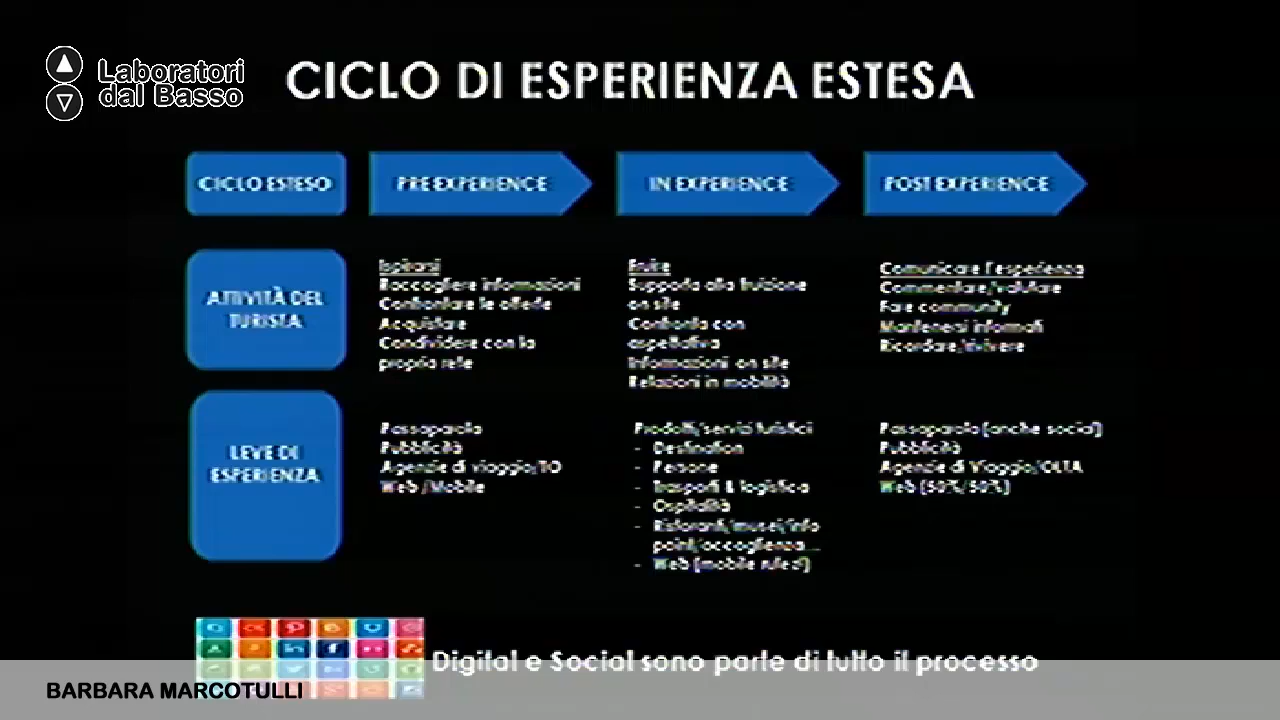 Laboratori
dal Basso
CICLO DI ESPERIENZA ESTESA
CICLO ESTESO
PRE EXPERIENCE
IN EXPERIENCE
POST EXPERIENCE
ATTIVITÀ DEL
TURISTA
Ispirarsi
Raccogliere informazioni
Confrontare le offerte
Acquistare
Condividere con la
propria rete
Fruire
Supporto alla fruizione
on site
Confronto con
aspettativa
Informazioni on site
Relazioni in mobilità
Comunicare l'esperienza
Commentare/valutare
Fare community
Mantenersi informati
Ricordare/Vivivere
LEVE DI
ESPERIENZA
Passaparola
Pubblicità
Agenzie di viaggio/TO
Web /Mobile
Prodotti/servizi turistici
- Destination
- Persone
- Trasporti & logistica
- Ospitalità
- Ristoranti/musei/info
point/accoglienza...
- Web (mobile rulez!)
Passaparola (anche social)
Pubblicità
Agenzie di Viaggio/OLTA
Web (50%/50%)
Digital e Social sono parte di tutto il processo
BARBARA MARCOTULLI